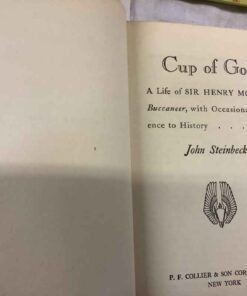 Cup of Go
A Life of SIR HENRY MO
Buccaneer, with Occasiona
ence to History . . .
John Steinbeck
P. F. COLLIER & SON COR
NEW YORK